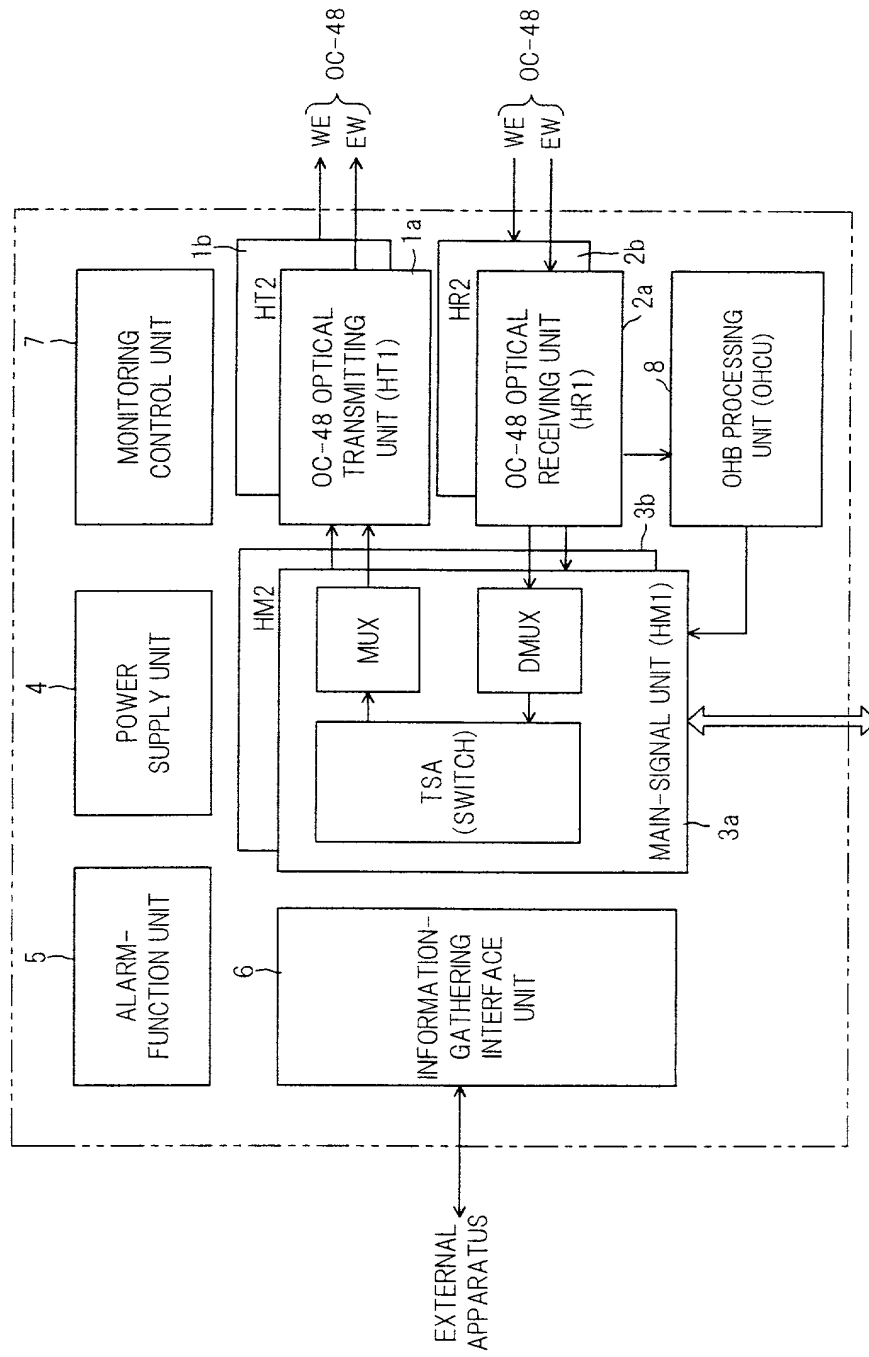 5
ALARM-
FUNCTION UNIT
4
POWER
SUPPLY UNIT
7
MONITORING
CONTROL UNIT
6
INFORMATION-
GATHERING
INTERFACE
UNIT
EXTERNAL
APPARATUS
HM2
MUX
TSA
(SWITCH)
DMUX
MAIN-SIGNAL UNIT (HM1)
3a
3b
HT2
1b
OC-48 OPTICAL
TRANSMITTING
UNIT (HT1)
1a
WE
EW
OC-48
HR2
2b
OC-48 OPTICAL
RECEIVING UNIT
(HR1)
2a
WE
EW
OC-48
8
OHB PROCESSING
UNIT (OHCU)